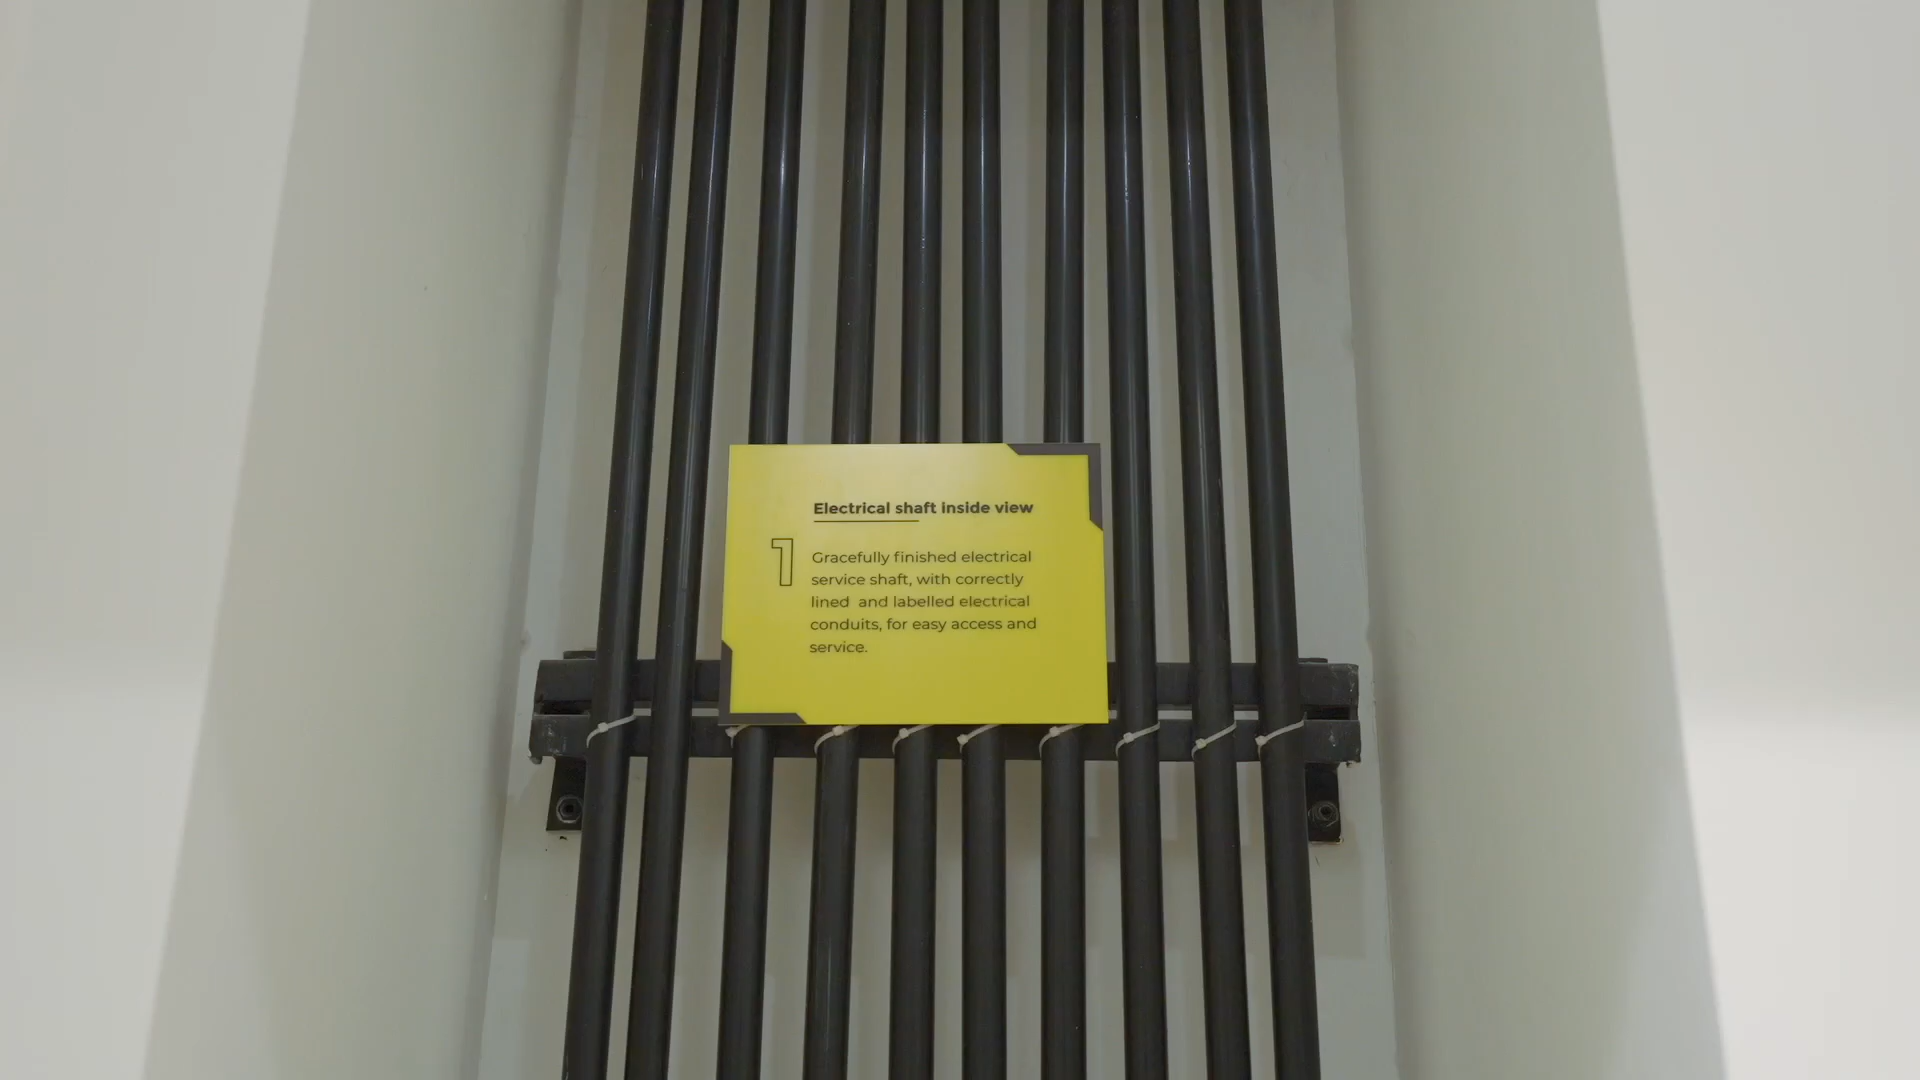 Electrical shaft inside view
1
Gracefully finished electrical
service shaft, with correctly
lined and labelled electrical
conduits, for easy access and
service.